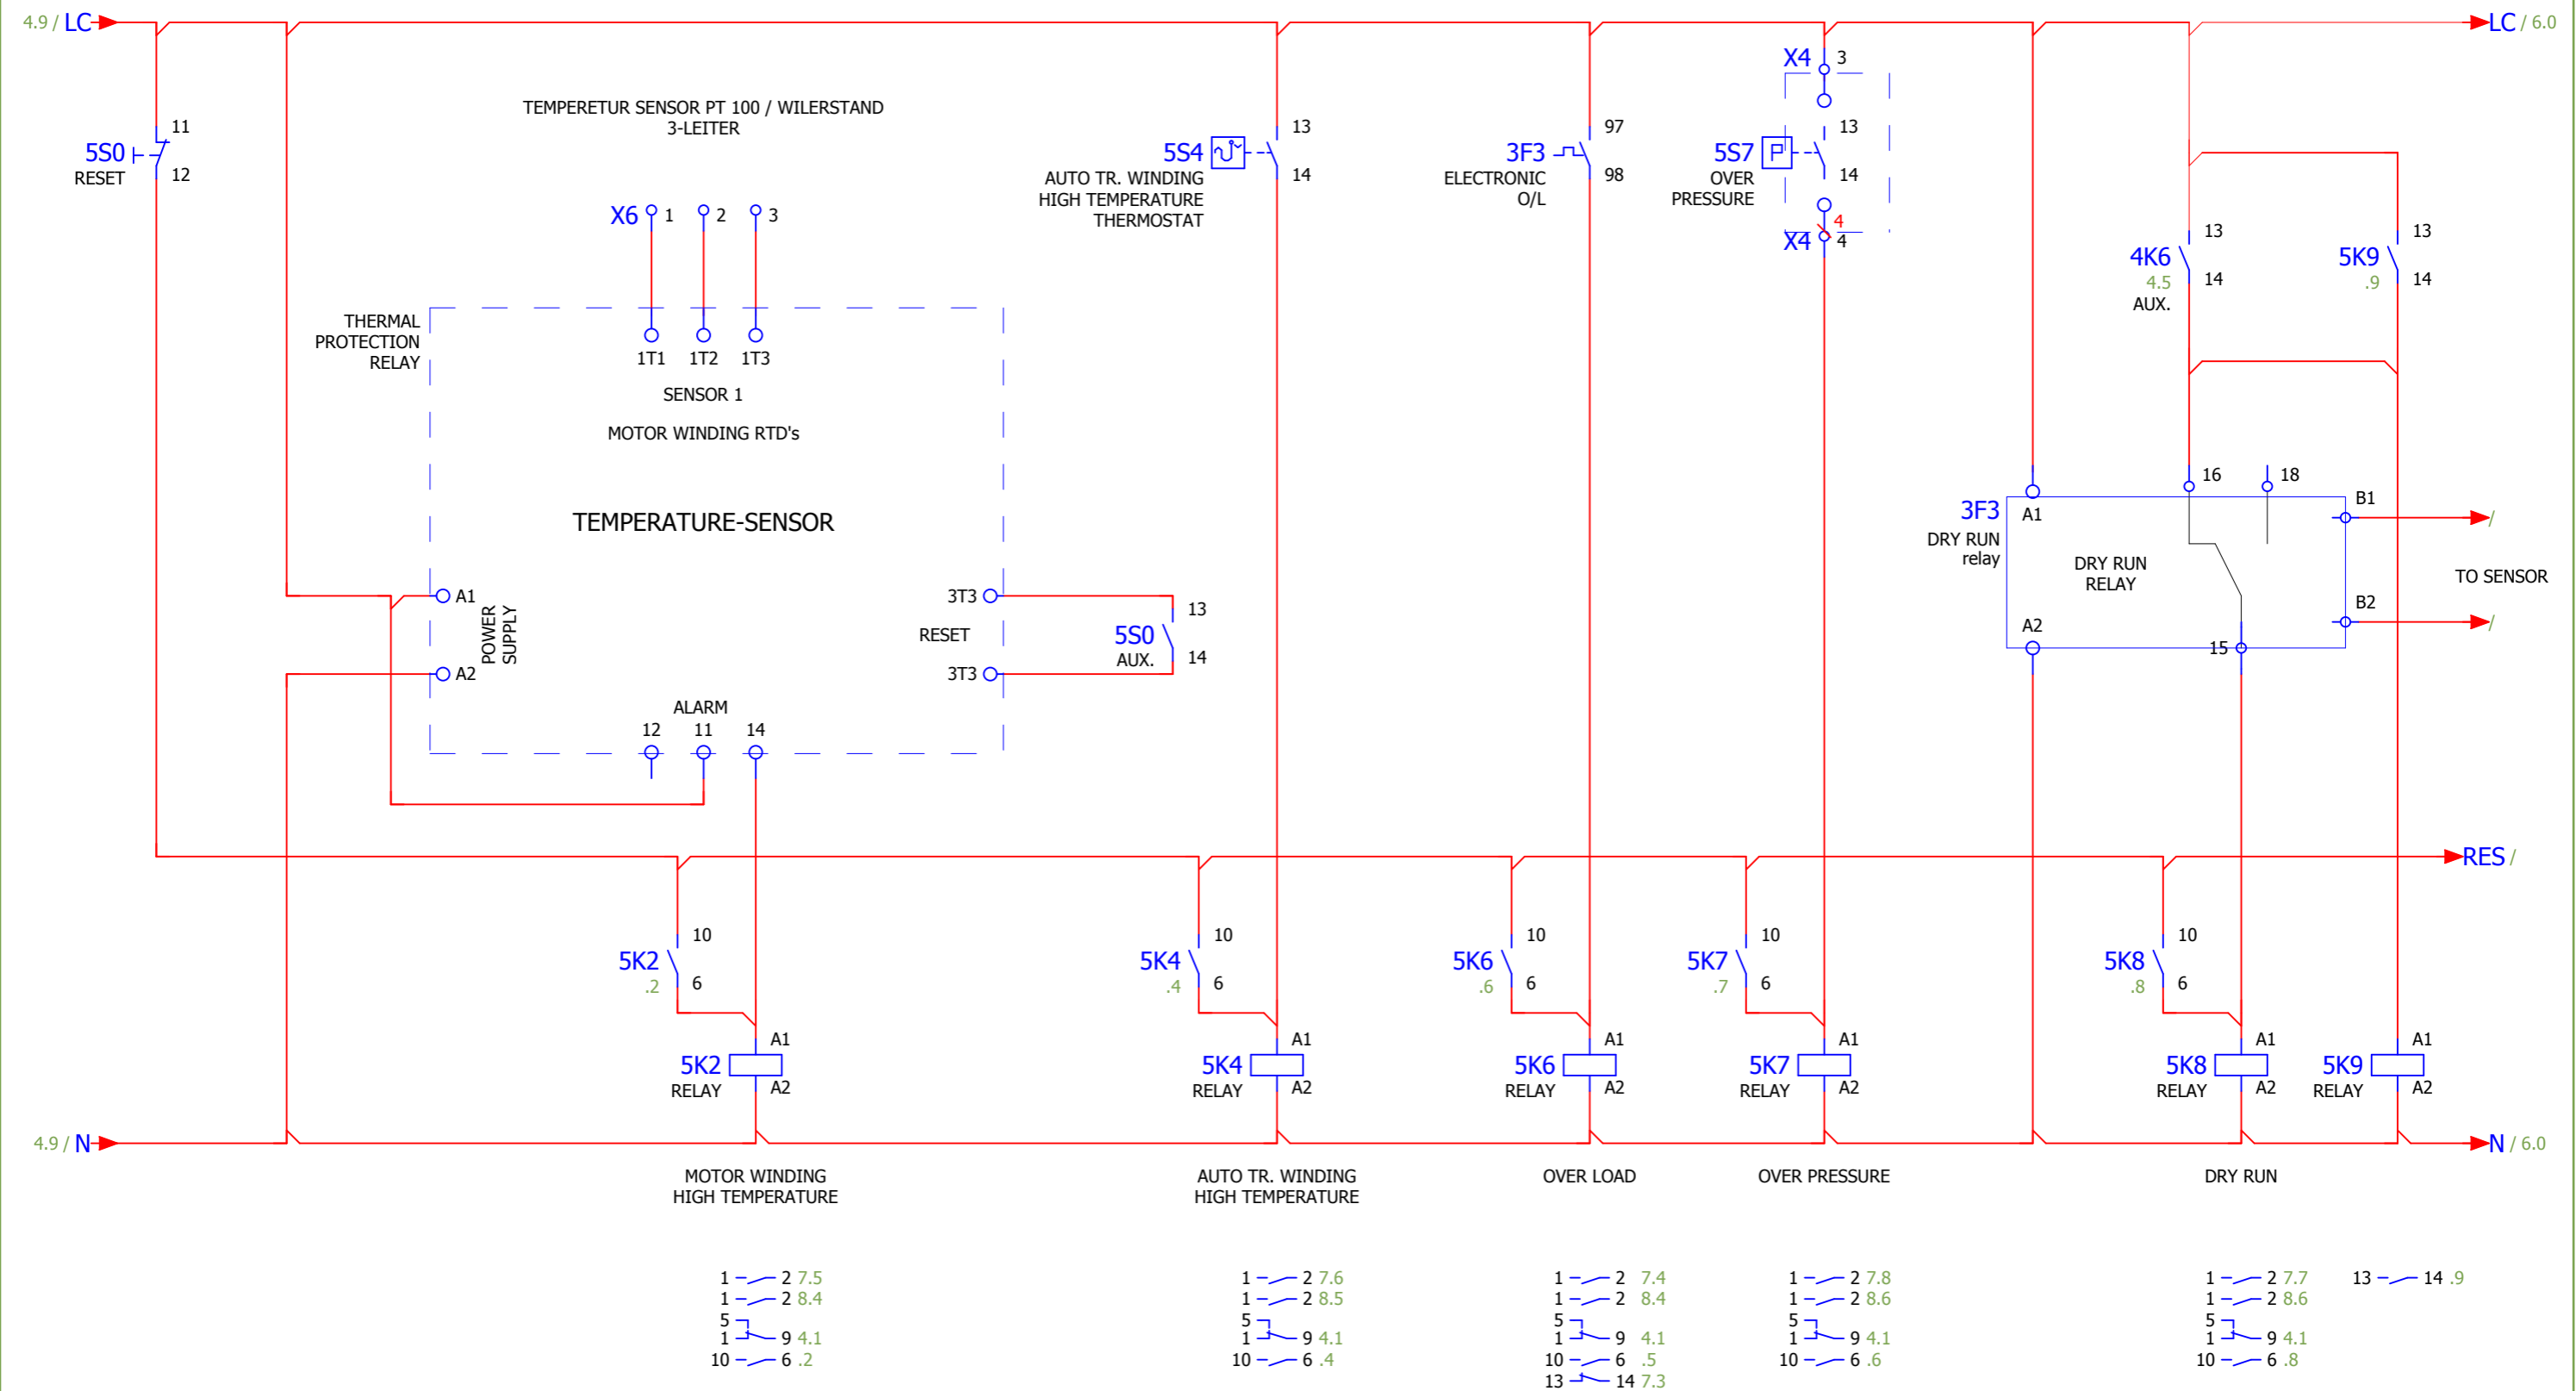 4.9 / LC
LC / 6.0
TEMPERETUR SENSOR PT 100 / WILERSTAND
3-LEITER
5S0
RESET
11
12
X6
1
2
3
5S4
AUTO TR. WINDING
HIGH TEMPERATURE
THERMOSTAT
13
14
3F3
ELECTRONIC
O/L
97
98
X4
3
5S7
OVER
PRESSURE
13
14
4
X4
4
4K6
4.5
AUX.
13
14
5K9
.9
13
14
THERMAL
PROTECTION
RELAY
1T1
1T2
1T3
SENSOR 1
MOTOR WINDING RTD's
TEMPERATURE-SENSOR
A1
A2
POWER
SUPPLY
3T3
RESET
3T3
5S0
AUX.
13
14
ALARM
12
11
14
3F3
DRY RUN
relay
A1
A2
DRY RUN
RELAY
16
18
15
B1
B2
/
TO SENSOR
/
RES /
5K2
.2
10
6
5K4
.4
10
6
5K6
.6
10
6
5K7
.7
10
6
5K8
.8
10
6
5K2
RELAY
A1
A2
5K4
RELAY
A1
A2
5K6
RELAY
A1
A2
5K7
RELAY
A1
A2
5K8
RELAY
A1
A2
5K9
RELAY
A1
A2
4.9 / N
N / 6.0
MOTOR WINDING
HIGH TEMPERATURE
AUTO TR. WINDING
HIGH TEMPERATURE
OVER LOAD
OVER PRESSURE
DRY RUN
1 2 7.5
1 2 8.4
5
1 9 4.1
10 6 .2
1 2 7.6
1 2 8.5
5
1 9 4.1
10 6 .4
1 2 7.4
1 2 8.4
5
1 9 4.1
10 6 .5
13 14 7.3
1 2 7.8
1 2 8.6
5
1 9 4.1
10 6 .6
1 2 7.7
1 2 8.6
5
1 9 4.1
10 6 .8
13 14 .9